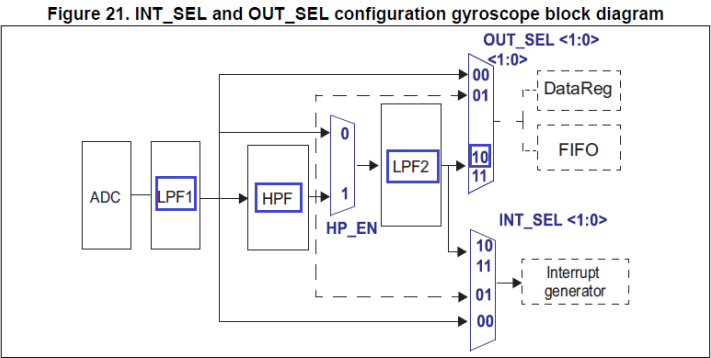 Figure 21. INT_SEL and OUT_SEL configuration gyroscope block diagram
OUT_SEL <1:0>
<1:0>
00
01
10
11
DataReg
FIFO
0
1
HP_EN
ADC
LPF1
HPF
LPF2
INT_SEL <1:0>
10
11
01
00
Interrupt
generator